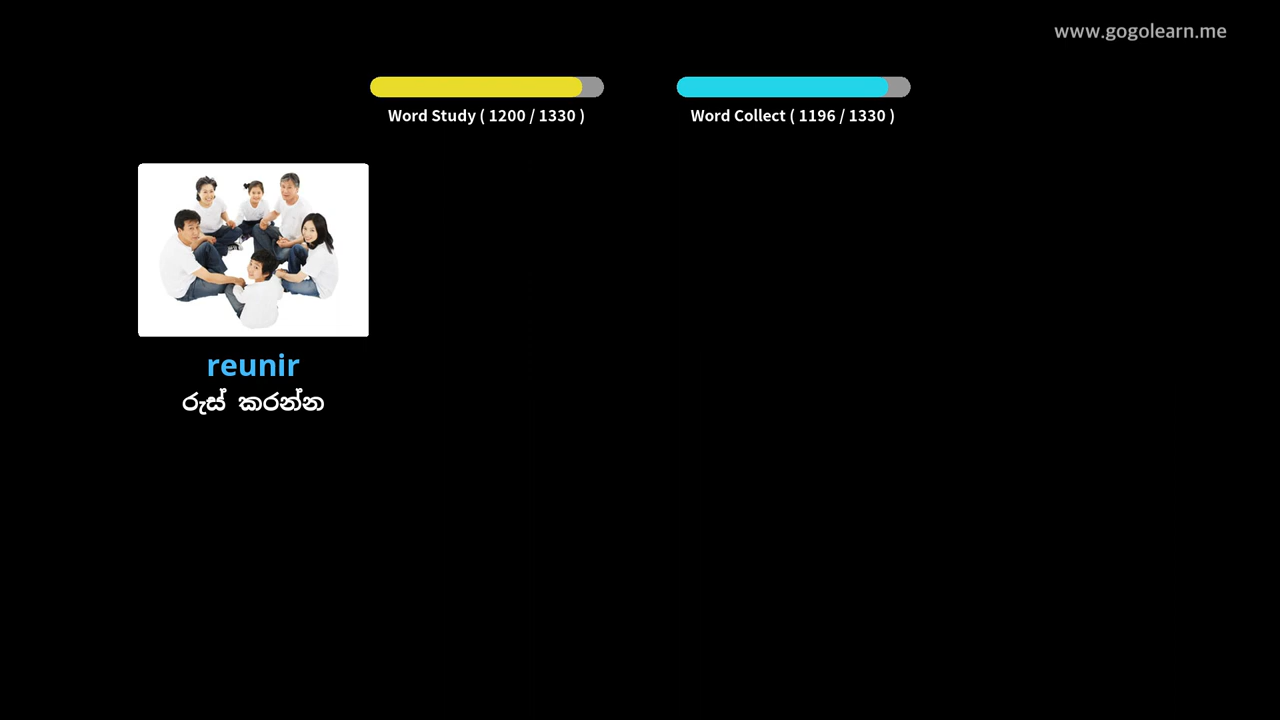 www.gogolearn.me
Word Study ( 1200 / 1330 )
Word Collect ( 1196 / 1330 )
reunir
රුස් කරන්න